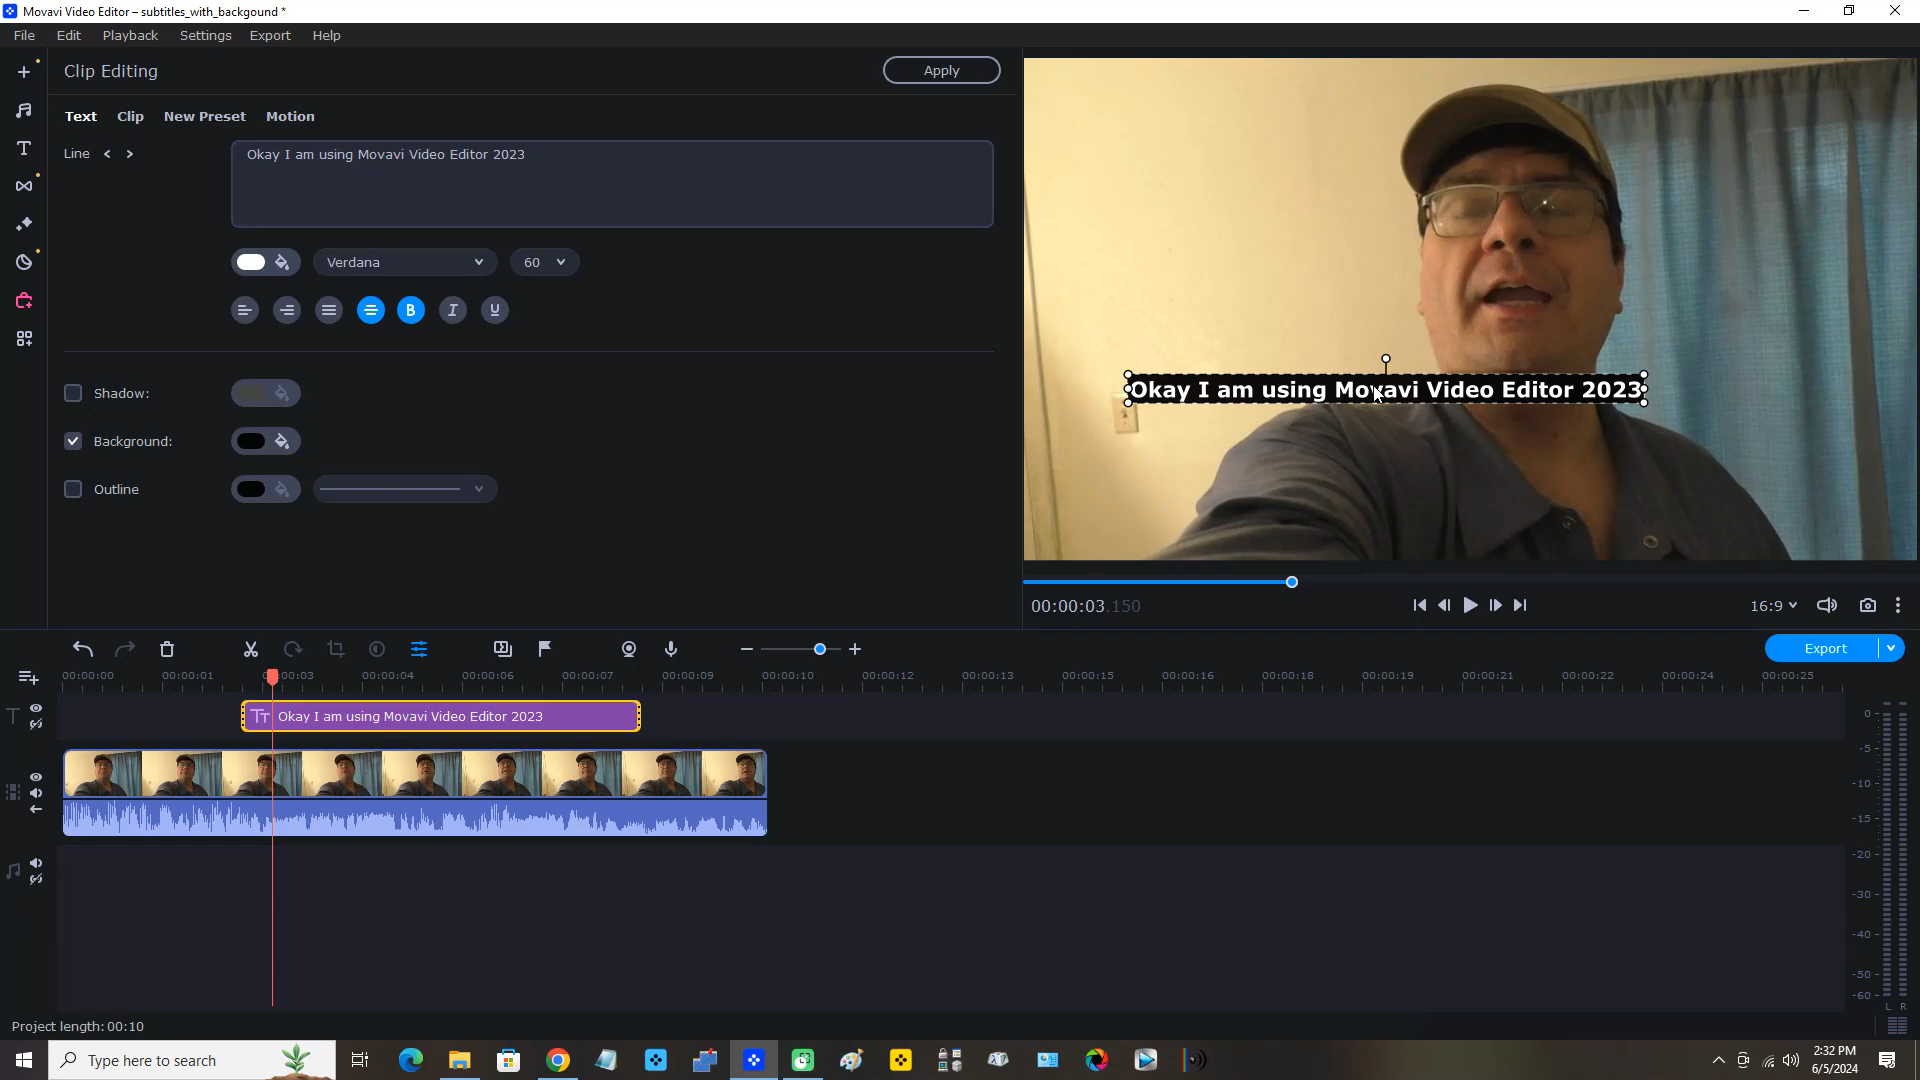 Movavi Video Editor – subtitles_with_backgound *
File Edit Playback Settings Export Help
Clip Editing
Apply
Text Clip New Preset Motion
Line < >
Okay I am using Movavi Video Editor 2023
Verdana 60
B I U
Shadow:
Background:
Outline
Okay I am using Movavi Video Editor 2023
00:00:03.150
16:9
Export
00:00:00 00:00:01 00:00:03 00:00:04 00:00:06 00:00:07 00:00:09 00:00:10 00:00:12 00:00:13 00:00:15 00:00:16 00:00:18 00:00:19 00:00:21 00:00:22 00:00:24 00:00:25
Okay I am using Movavi Video Editor 2023
0
-5
-10
-15
-20
-30
-40
-50
-60
L R
Project length: 00:10
Type here to search
2:32 PM
6/5/2024